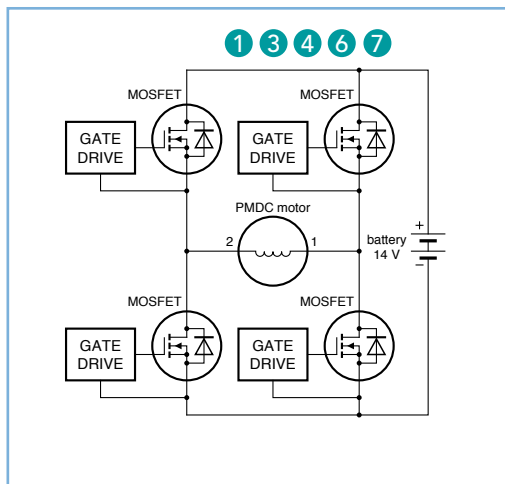 1 3 4 6 7
MOSFET MOSFET
GATE
DRIVE
GATE
DRIVE
PMDC motor
2 1
+
battery
14 V
–
MOSFET MOSFET
GATE
DRIVE
GATE
DRIVE